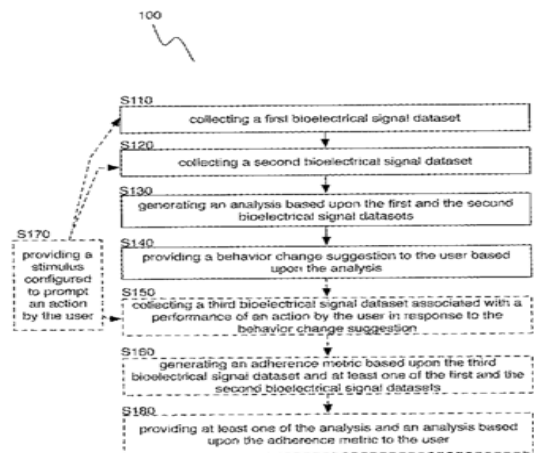 100
S110
collecting a first bioelectrical signal dataset
S120
collecting a second bioelectrical signal dataset
S130
generating an analysis based upon the first and the second
bioelectrical signal datasets
S170
providing a
stimulus
configured
to prompt
an action
by the user
S140
providing a behavior change suggestion to the user based
upon the analysis
S150
collecting a third bioelectrical signal dataset associated with a
performance of an action by the user in response to the
behavior change suggestion
S160
generating an adherence metric based upon the third
bioelectrical signal dataset and at least one of the first and the
second bioelectrical signal datasets
S180
providing at least one of the analysis and an analysis based
upon the adherence metric to the user